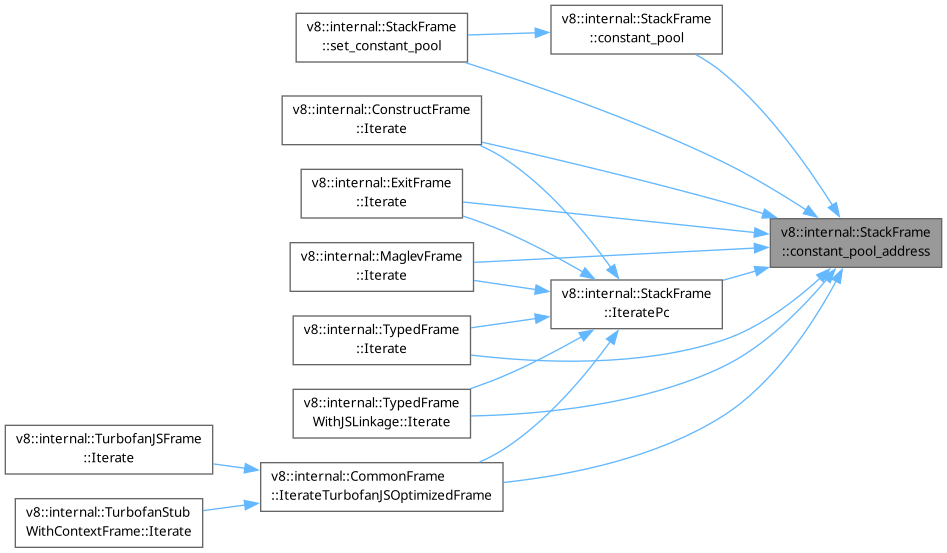 v8::internal::StackFrame
::set_constant_pool
v8::internal::StackFrame
::constant_pool
v8::internal::ConstructFrame
::Iterate
v8::internal::ExitFrame
::Iterate
v8::internal::StackFrame
::constant_pool_address
v8::internal::MaglevFrame
::Iterate
v8::internal::StackFrame
::IteratePc
v8::internal::TypedFrame
::Iterate
v8::internal::TypedFrame
WithJSLinkage::Iterate
v8::internal::TurbofanJSFrame
::Iterate
v8::internal::CommonFrame
::IterateTurbofanJSOptimizedFrame
v8::internal::TurbofanStub
WithContextFrame::Iterate